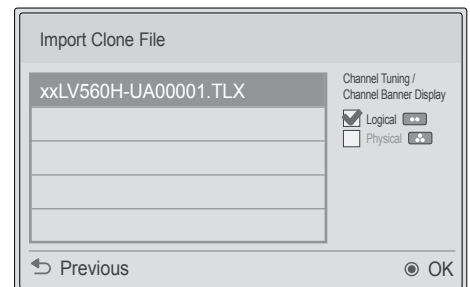 Import Clone File
xxLV560H-UA00001.TLX
Channel Tuning /
Channel Banner Display
Logical
Physical
Previous
OK